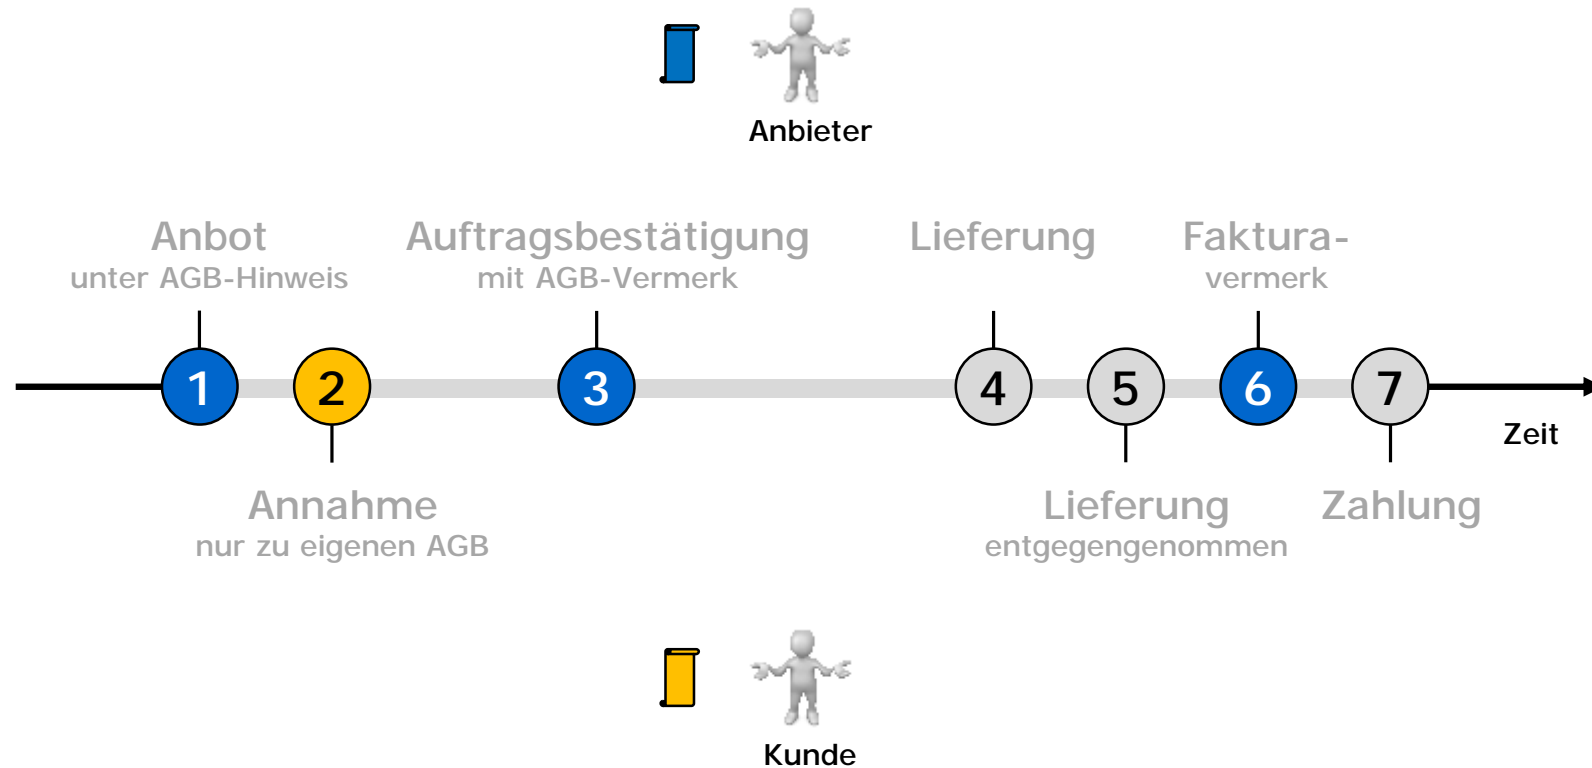 Anbieter
Anbot
unter AGB-Hinweis
Auftragsbestätigung
mit AGB-Vermerk
Lieferung
Faktura-
vermerk
1
2
3
4
5
6
7
Zeit
Annahme
nur zu eigenen AGB
Lieferung
entgegengenommen
Zahlung
Kunde